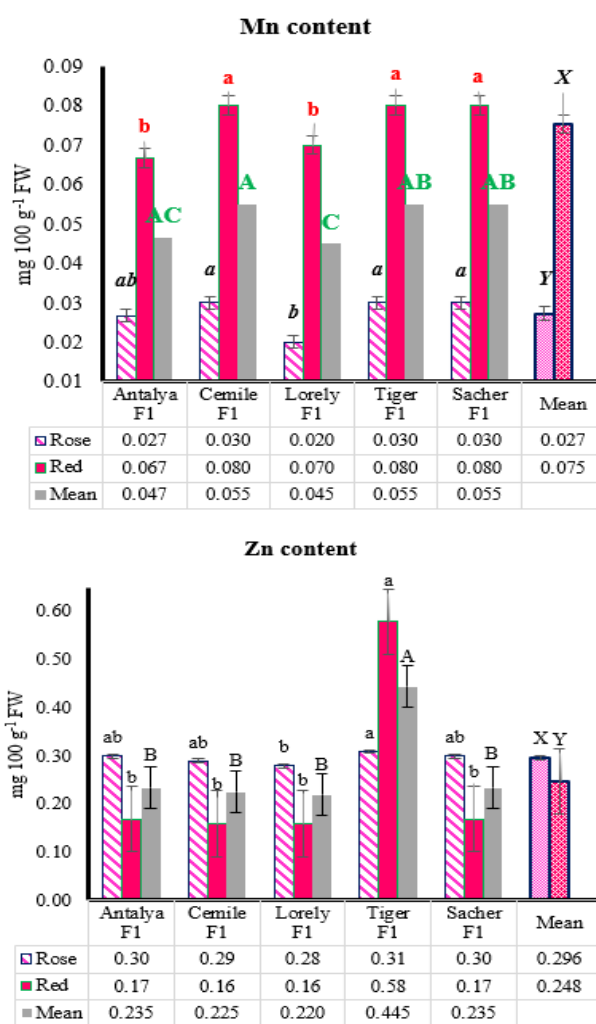 Mn content
mg 100 g-1 FW
0.09
0.08
0.07
0.06
0.05
0.04
0.03
0.02
0.01
ab b AC
a a A
b b C
a a AB
a a AB
Y X
Antalya F1 Cemile F1 Lorely F1 Tiger F1 Sacher F1 Mean
Rose 0.027 0.030 0.020 0.030 0.030 0.027
Red 0.067 0.080 0.070 0.080 0.080 0.075
Mean 0.047 0.055 0.045 0.055 0.055
Zn content
mg 100 g-1 FW
0.60
0.50
0.40
0.30
0.20
0.10
0.00
ab b B
ab b B
b b B
a a A
ab b B
X Y
Antalya F1 Cemile F1 Lorely F1 Tiger F1 Sacher F1 Mean
Rose 0.30 0.29 0.28 0.31 0.30 0.296
Red 0.17 0.16 0.16 0.58 0.17 0.248
Mean 0.235 0.225 0.220 0.445 0.235